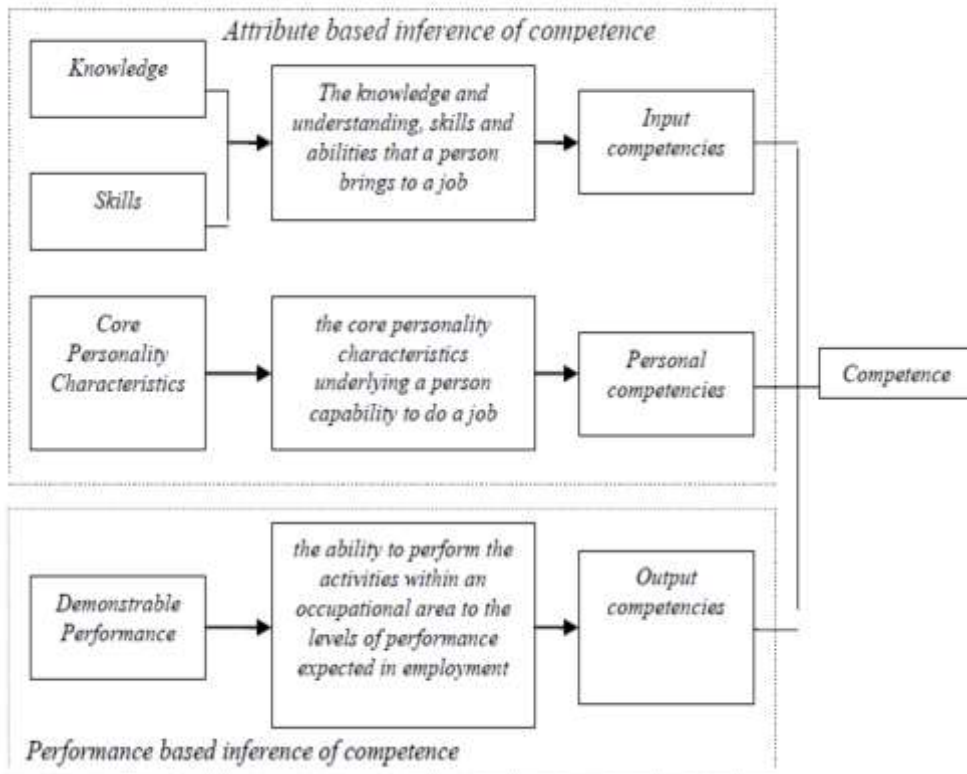 Attribute based inference of competence
Knowledge
Skills
The knowledge and
understanding, skills and
abilities that a person
brings to a job
Input
competencies
Core
Personality
Characteristics
the core personality
characteristics
underlying a person
capability to do a job
Personal
competencies
Competence
Demonstrable
Performance
the ability to perform the
activities within an
occupational area to the
levels of performance
expected in employment
Output
competencies
Performance based inference of competence